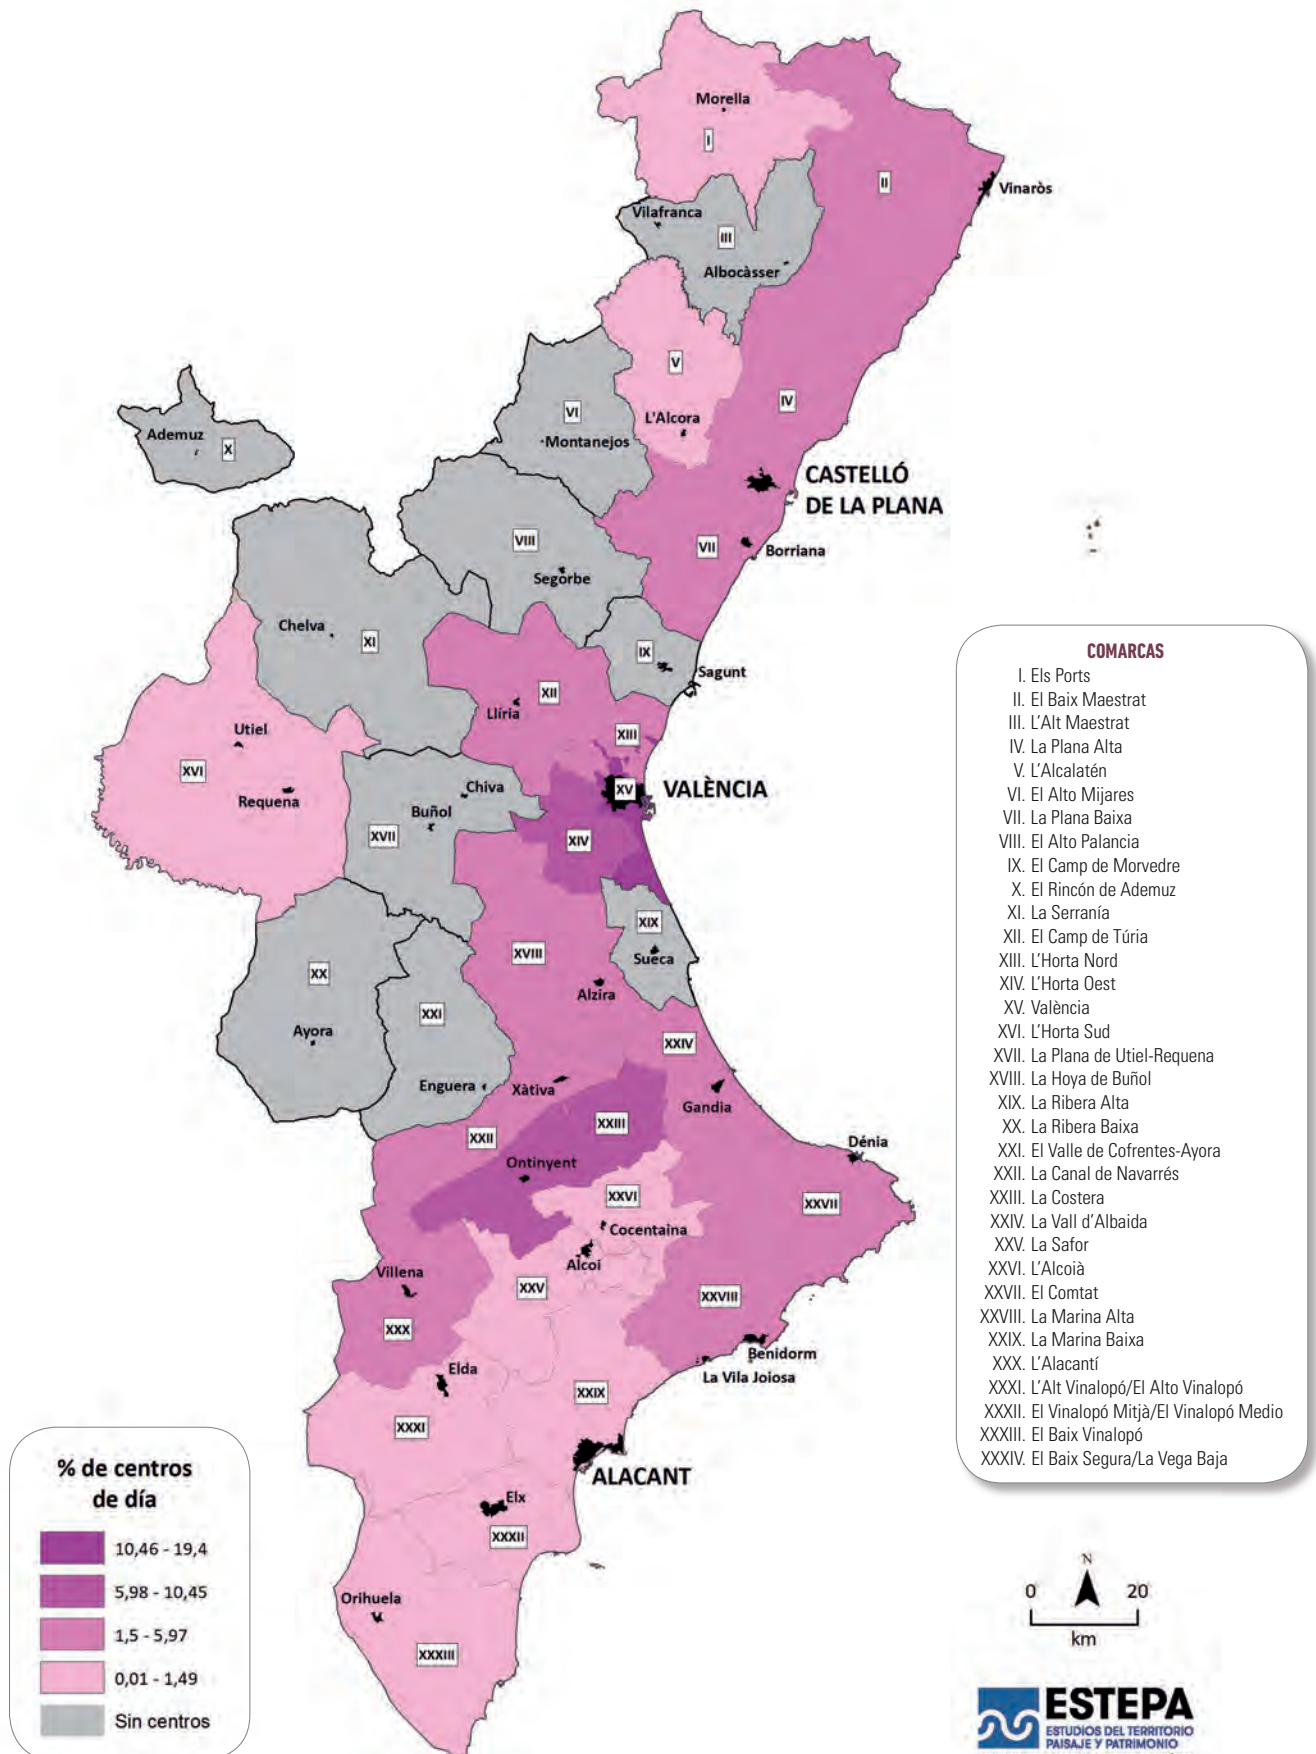 Morella
I
II
Vinaròs
Vilafranca
III
Albocàsser
V
IV
L'Alcora
VI
Montanejos
Ademuz
X
CASTELLÓ
DE LA PLANA
VIII
Segorbe
VII
Borriana
Chelva
XI
IX
Sagunt
XII
Llíria
XIII
Utiel
XVI
Requena
Chiva
Buñol
XVII
XV
VALÈNCIA
XIV
XIX
Sueca
XVIII
Alzira
XX
Ayora
XXI
Enguera
XXIV
Xàtiva
Gandia
XXII
XXIII
Ontinyent
Dénia
XXVI
XXVII
Cocentaina
Alcoi
Villena
XXV
XXVIII
XXX
Benidorm
La Vila Joiosa
Elda
XXIX
XXXI
ALACANT
Elx
XXXII
Orihuela
XXXIII
COMARCAS
I. Els Ports
II. El Baix Maestrat
III. L'Alt Maestrat
IV. La Plana Alta
V. L'Alcalatén
VI. El Alto Mijares
VII. La Plana Baixa
VIII. El Alto Palancia
IX. El Camp de Morvedre
X. El Rincón de Ademuz
XI. La Serranía
XII. El Camp de Túria
XIII. L'Horta Nord
XIV. L'Horta Oest
XV. València
XVI. L'Horta Sud
XVII. La Plana de Utiel-Requena
XVIII. La Hoya de Buñol
XIX. La Ribera Alta
XX. La Ribera Baixa
XXI. El Valle de Cofrentes-Ayora
XXII. La Canal de Navarrés
XXIII. La Costera
XXIV. La Vall d'Albaida
XXV. La Safor
XXVI. L'Alcoià
XXVII. El Comtat
XXVIII. La Marina Alta
XXIX. La Marina Baixa
XXX. L'Alacantí
XXXI. L'Alt Vinalopó/El Alto Vinalopó
XXXII. El Vinalopó Mitjà/El Vinalopó Medio
XXXIII. El Baix Vinalopó
XXXIV. El Baix Segura/La Vega Baja
% de centros
de día
10,46 - 19,4
5,98 - 10,45
1,5 - 5,97
0,01 - 1,49
Sin centros
N
0 20
km
ESTEPA
ESTUDIOS DEL TERRITORIO
PAISAJE Y PATRIMONIO